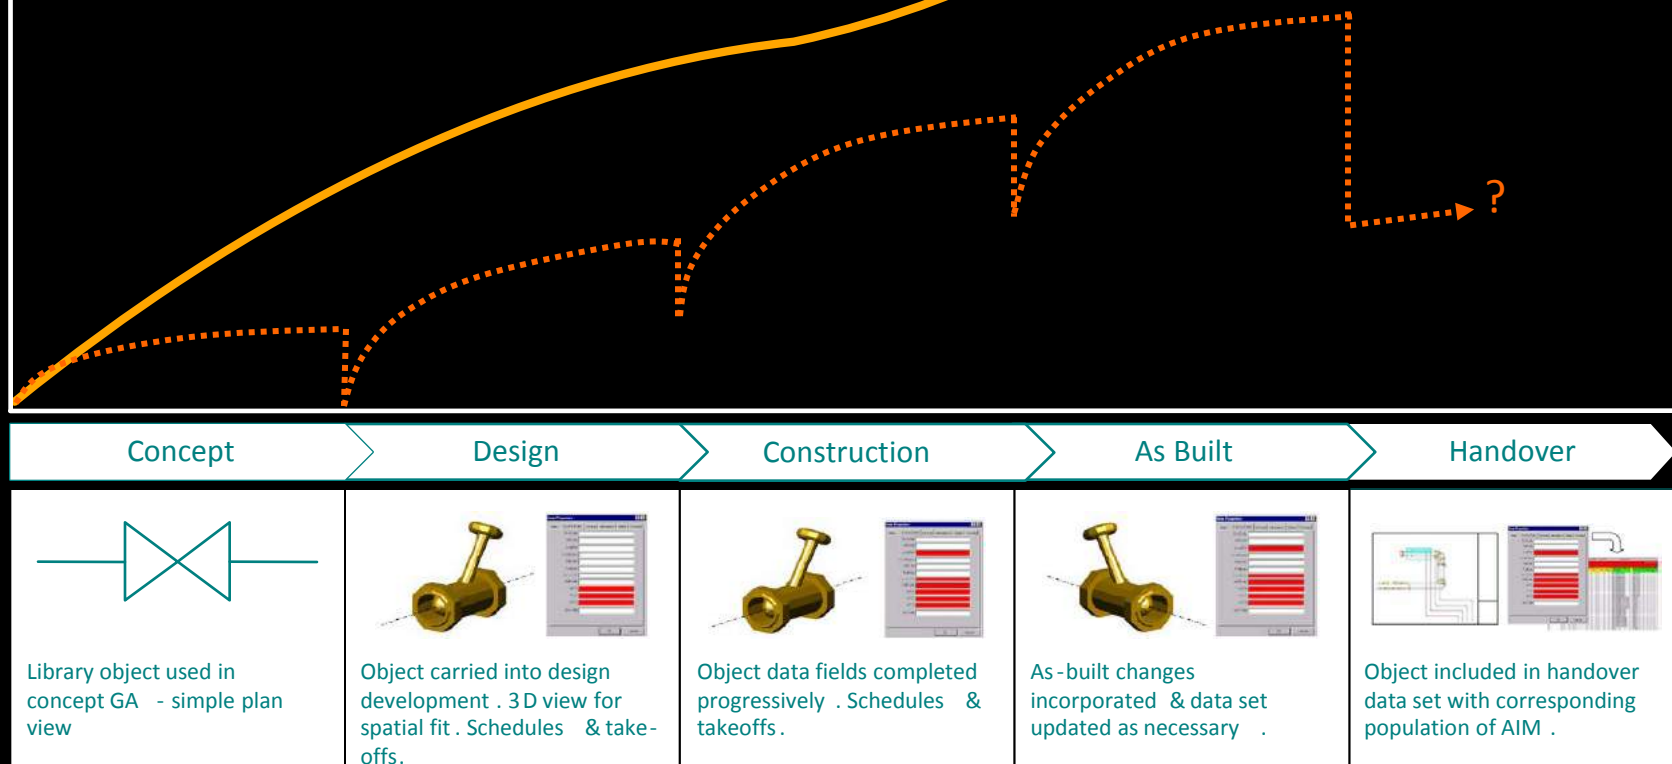 ?
Concept
Design
Construction
As Built
Handover
Library object used in
concept GA - simple plan
view
Object carried into design
development . 3D view for
spatial fit . Schedules & take-
offs.
Object data fields completed
progressively . Schedules &
takeoffs .
As-built changes
incorporated & data set
updated as necessary .
Object included in handover
data set with corresponding
population of AIM .